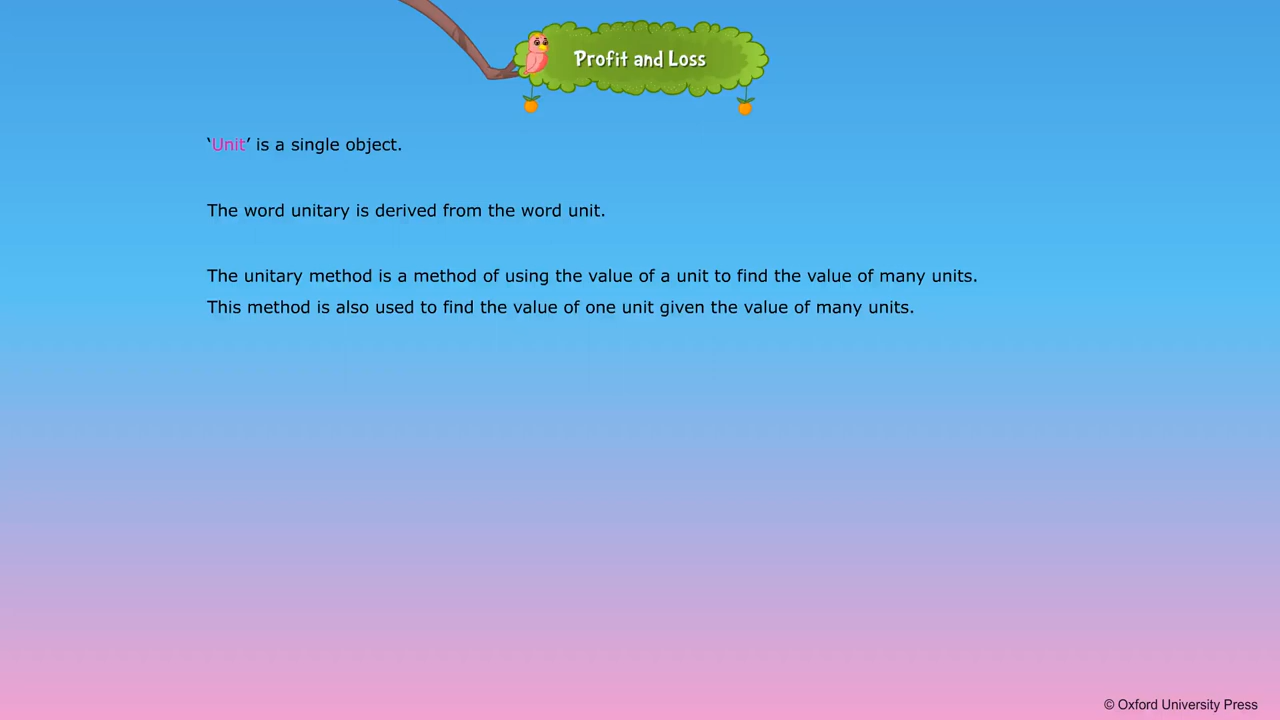 Profit and Loss
‘Unit’ is a single object.
The word unitary is derived from the word unit.
The unitary method is a method of using the value of a unit to find the value of many units.
This method is also used to find the value of one unit given the value of many units.
© Oxford University Press